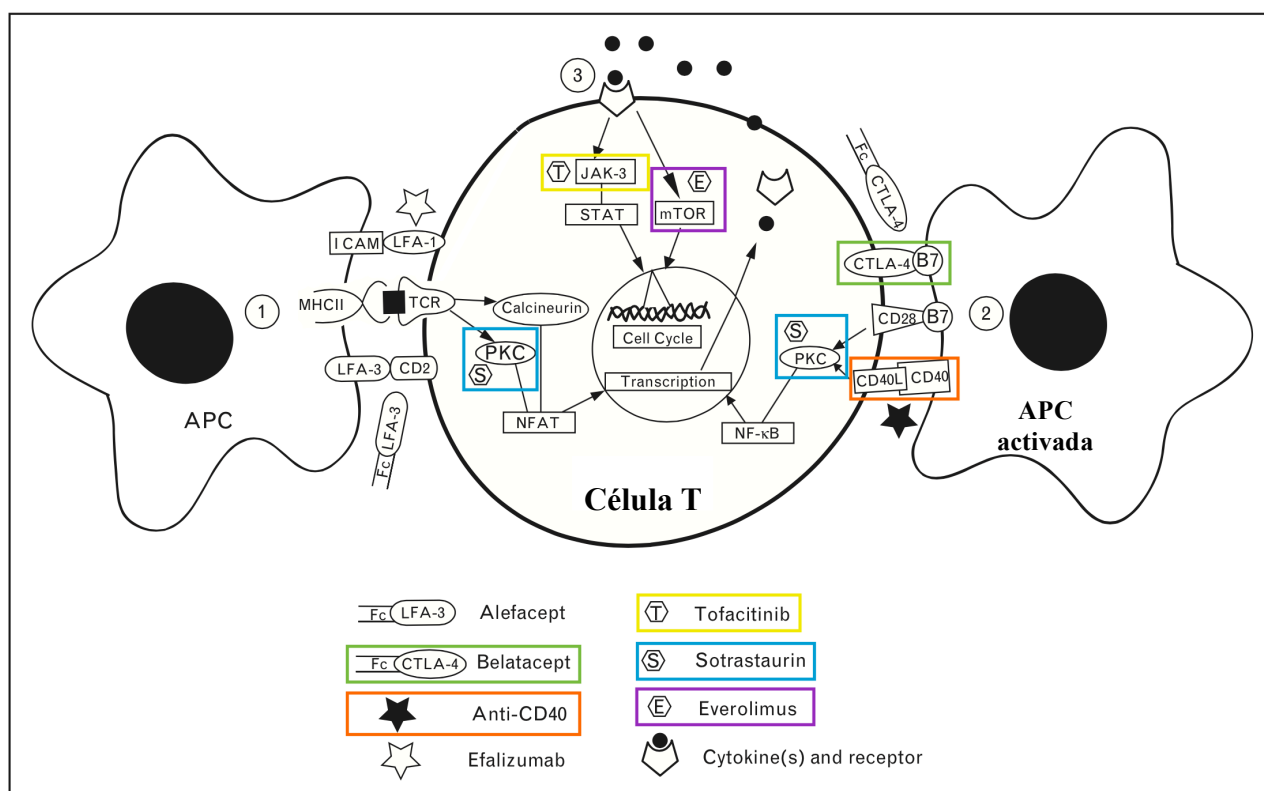 3
T JAK-3
E
STAT
mTOR
Fc CTLA-4
I CAM LFA-1
CTLA-4 B7
1
MHCII TCR
Calcineurin
CD28 B7
2
S
PKC
S
Cell Cycle
PKC
LFA-3 CD2
Transcription
CD40L CD40
APC
Fc LFA-3
NFAT
NF-κB
APC
activada
Célula T
Fc LFA-3 Alefacept
T Tofacitinib
Fc CTLA-4 Belatacept
S Sotrastaurin
Anti-CD40
E Everolimus
Efalizumab
Cytokine(s) and receptor